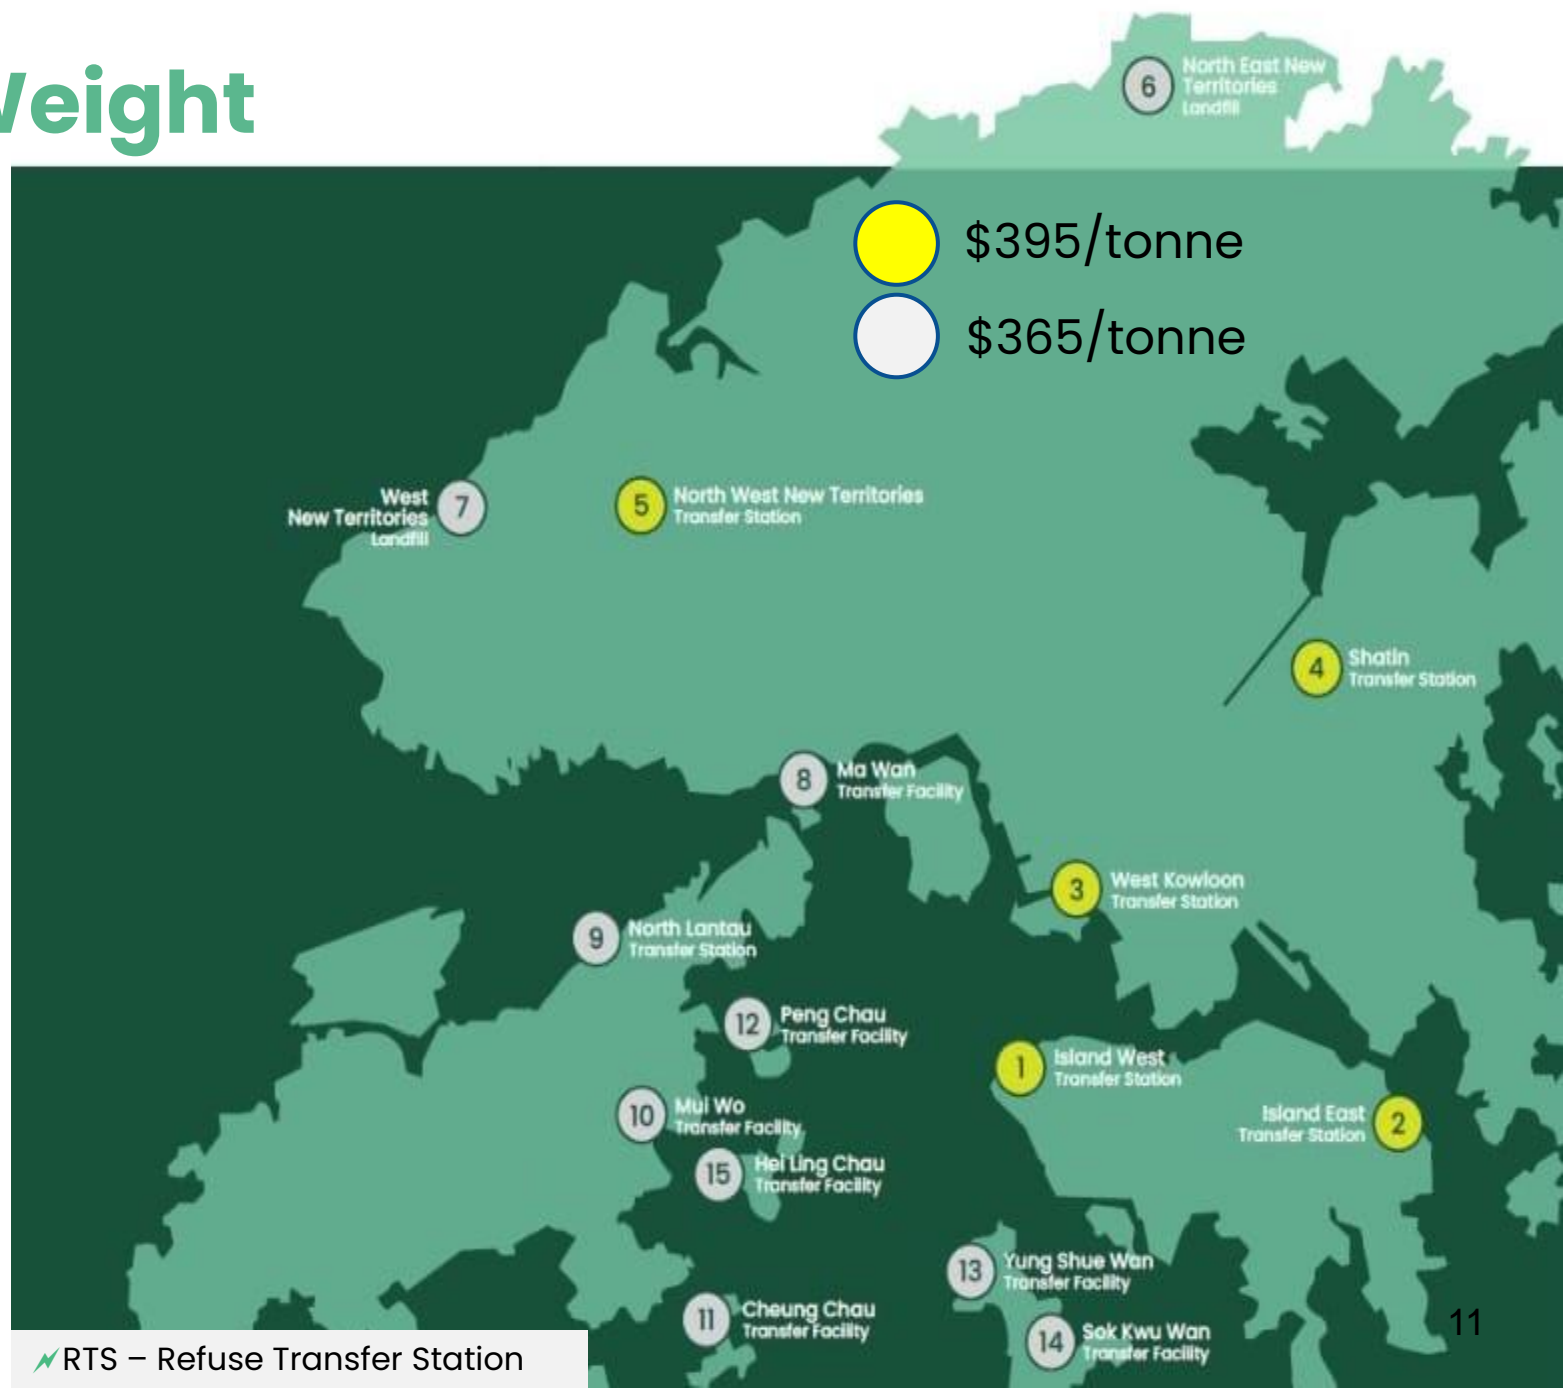 Weight
6
North East New
Territories
Landfill
$395/tonne
$365/tonne
West
New Territories
Landfill
7
5
North West New Territories
Transfer Station
4
Shatin
Transfer Station
8
Ma Wan
Transfer Facility
3
West Kowloon
Transfer Station
9
North Lantau
Transfer Station
12
Peng Chau
Transfer Facility
1
Island West
Transfer Station
10
Mui Wo
Transfer Facility
Island East
Transfer Station
2
15
Hei Ling Chau
Transfer Facility
13
Yung Shue Wan
Transfer Facility
11
Cheung Chau
Transfer Facility
14
Sok Kwu Wan
Transfer Facility
11
RTS – Refuse Transfer Station